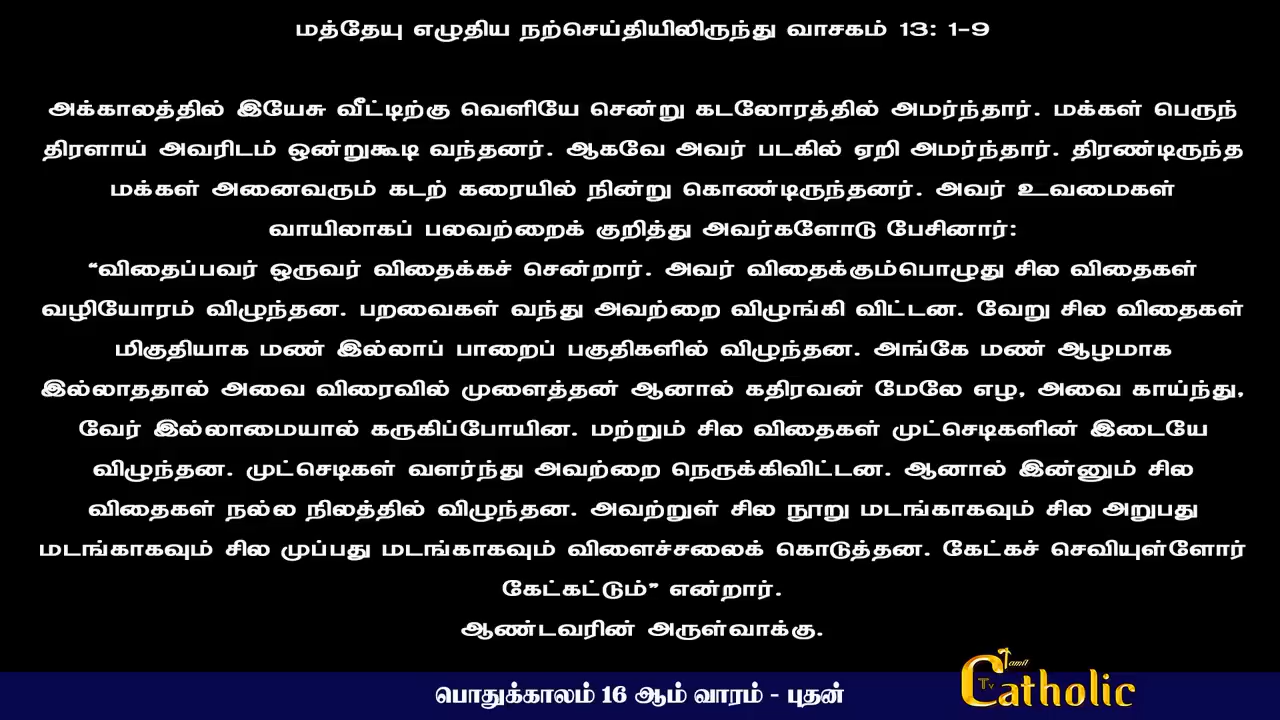 மத்தேயு எழுதிய நற்செய்தியிலிருந்து வாசகம் 13: 1-9
அக்காலத்தில் இயேசு வீட்டிற்கு வெளியே சென்று கடலோரத்தில் அமர்ந்தார். மக்கள் பெருந்
திரளாய் அவரிடம் ஒன்றுகூடி வந்தனர். ஆகவே அவர் படகில் ஏறி அமர்ந்தார். திரண்டிருந்த
மக்கள் அனைவரும் கடற் கரையில் நின்று கொண்டிருந்தனர். அவர் உவமைகள்
வாயிலாகப் பலவற்றைக் குறித்து அவர்களோடு பேசினார்:
“விதைப்பவர் ஒருவர் விதைக்கச் சென்றார். அவர் விதைக்கும்பொழுது சில விதைகள்
வழியோரம் விழுந்தன. பறவைகள் வந்து அவற்றை விழுங்கி விட்டன. வேறு சில விதைகள்
மிகுதியாக மண் இல்லாப் பாறைப் பகுதிகளில் விழுந்தன. அங்கே மண் ஆழமாக
இல்லாததால் அவை விரைவில் முளைத்தன் ஆனால் கதிரவன் மேலே எழ, அவை காய்ந்து,
வேர் இல்லாமையால் கருகிப்போயின. மற்றும் சில விதைகள் முட்செடிகளின் இடையே
விழுந்தன. முட்செடிகள் வளர்ந்து அவற்றை நெருக்கிவிட்டன. ஆனால் இன்னும் சில
விதைகள் நல்ல நிலத்தில் விழுந்தன. அவற்றுள் சில நூறு மடங்காகவும் சில அறுபது
மடங்காகவும் சில முப்பது மடங்காகவும் விளைச்சலைக் கொடுத்தன. கேட்கச் செவியுள்ளோர்
கேட்கட்டும்” என்றார்.
ஆண்டவரின் அருள்வாக்கு.
பொதுக்காலம் 16 ஆம் வாரம் - புதன்
Tamil
Catholic
Tv